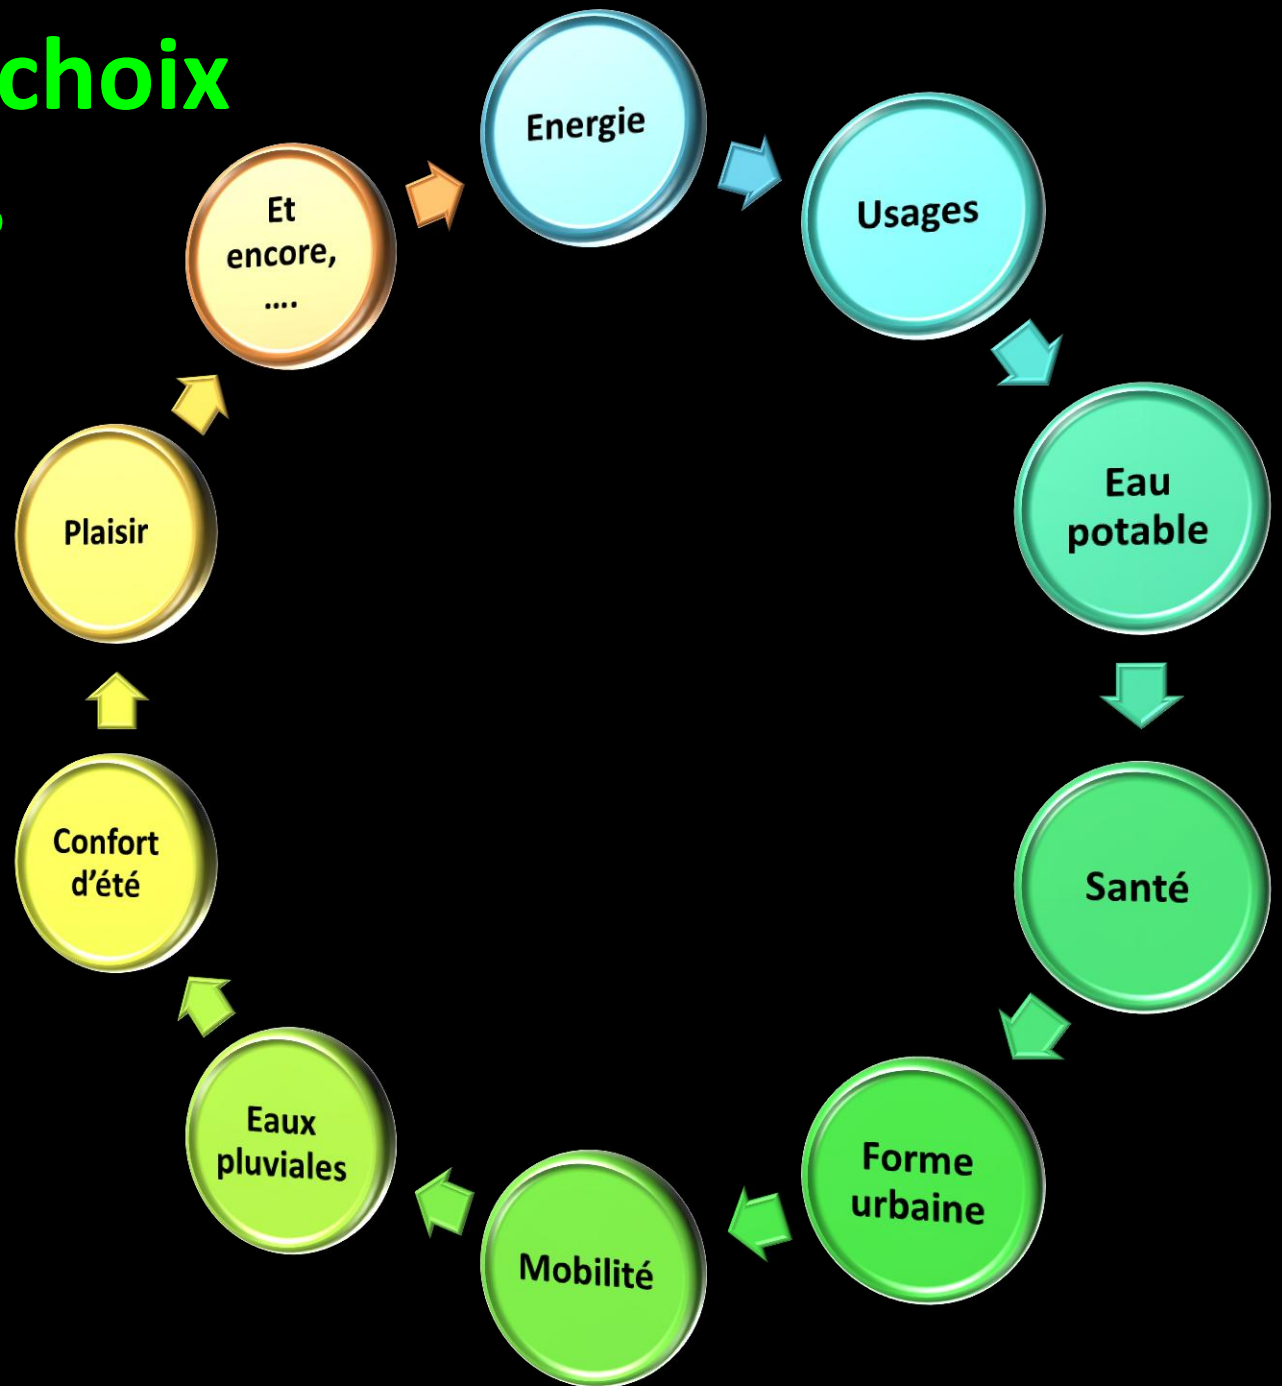 choix
Energie
Usages
Eau
potable
Santé
Forme
urbaine
Mobilité
Eaux
pluviales
Confort
d'été
Plaisir
Et
encore,
….